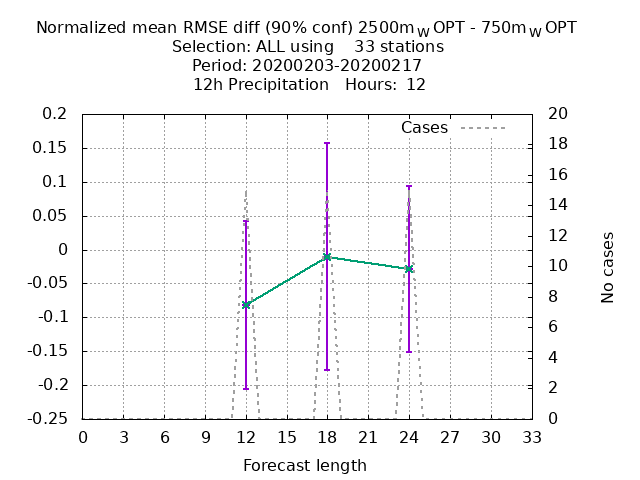 Normalized mean RMSE diff (90% conf) 2500m_W OPT - 750m_W OPT
Selection: ALL using 33 stations
Period: 20200203-20200217
12h Precipitation Hours: 12
Cases
0.2
0.15
0.1
0.05
0
-0.05
-0.1
-0.15
-0.2
-0.25
20
18
16
14
12
10
8
6
4
2
0
No cases
0 3 6 9 12 15 18 21 24 27 30 33
Forecast length